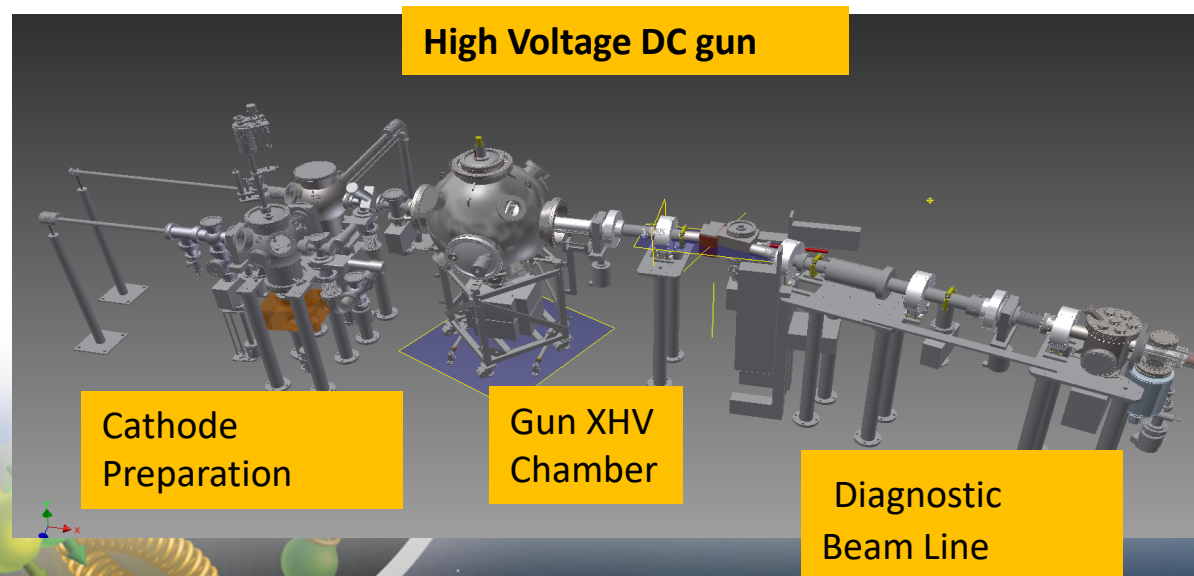 High Voltage DC gun
Cathode
Preparation
Gun XHV
Chamber
Diagnostic
Beam Line